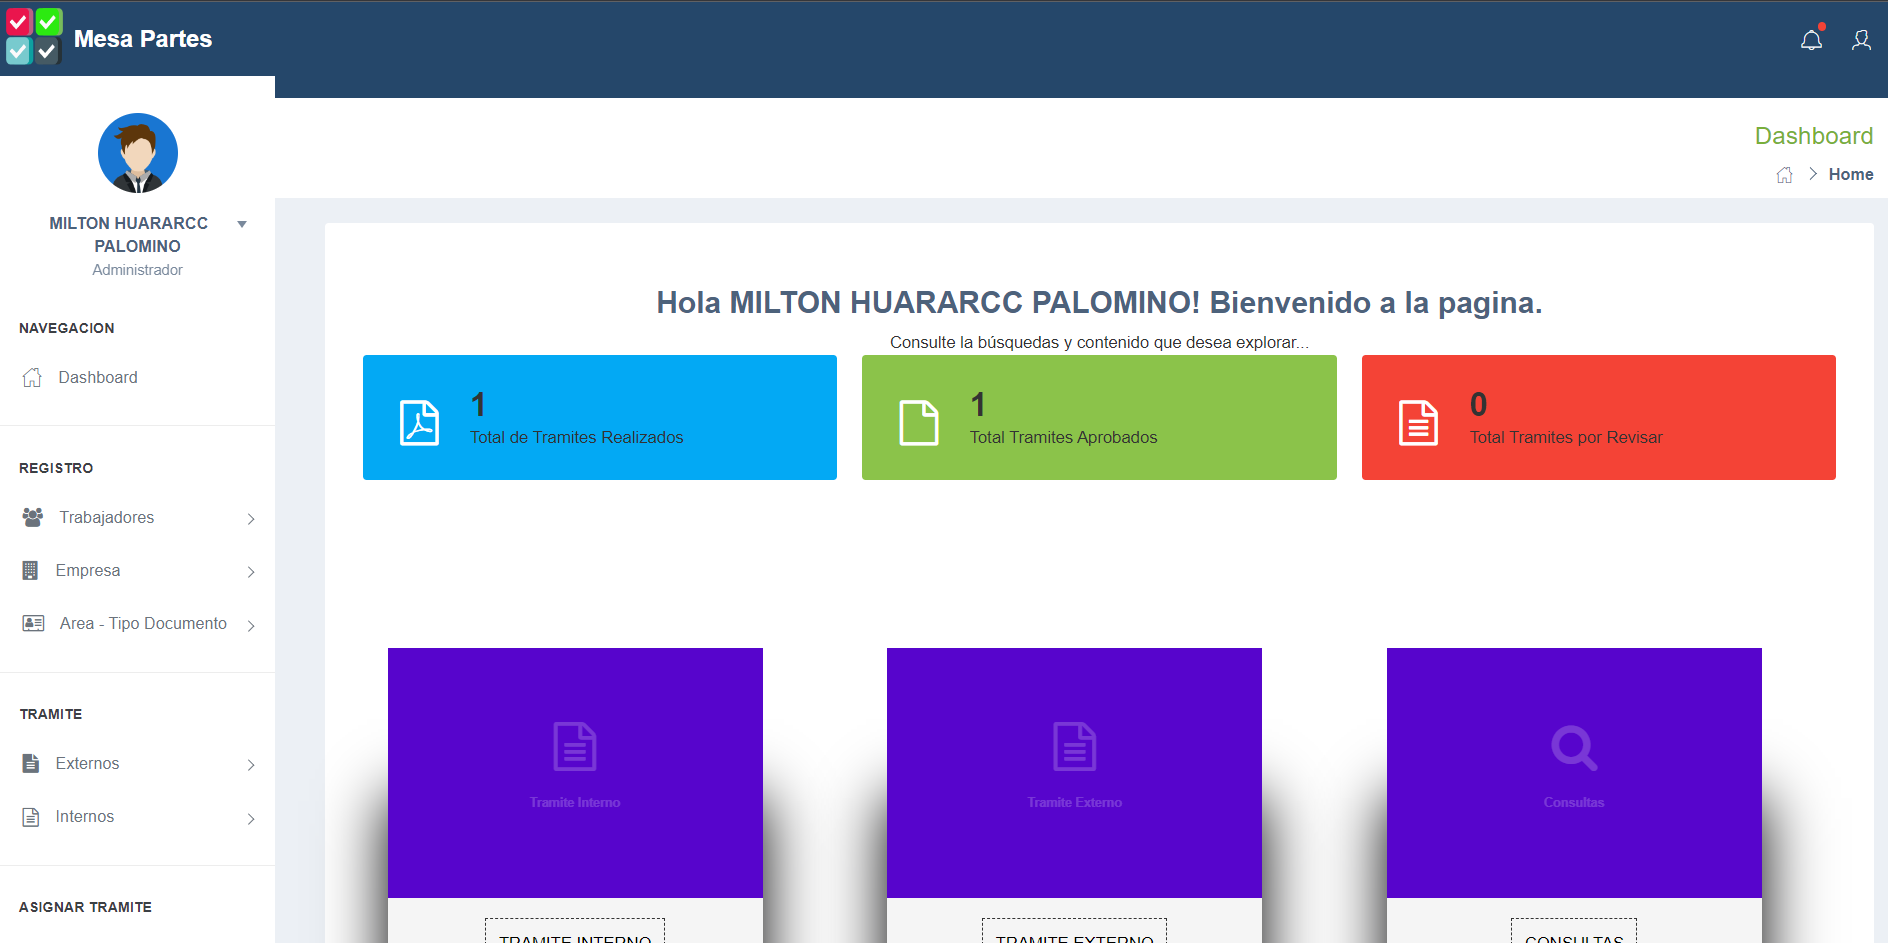 Mesa Partes
MILTON HUARARCC
PALOMINO
Administrador
NAVEGACION
Dashboard
REGISTRO
Trabajadores
Empresa
Area - Tipo Documento
TRAMITE
Externos
Internos
ASIGNAR TRAMITE
Dashboard
Home
Hola MILTON HUARARCC PALOMINO! Bienvenido a la pagina.
Consulte la búsquedas y contenido que desea explorar...
1
Total de Tramites Realizados
1
Total Tramites Aprobados
0
Total Tramites por Revisar
Tramite Interno
Tramite Externo
Consultas
TRAMITE INTERNO
TRAMITE EXTERNO
CONSULTAS